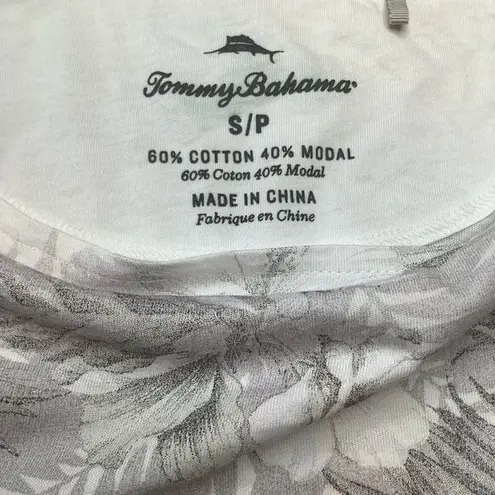 Tommy Bahama
S/P
60% COTTON 40% MODAL
60% Coton 40% Modal
MADE IN CHINA
Fabrique en Chine